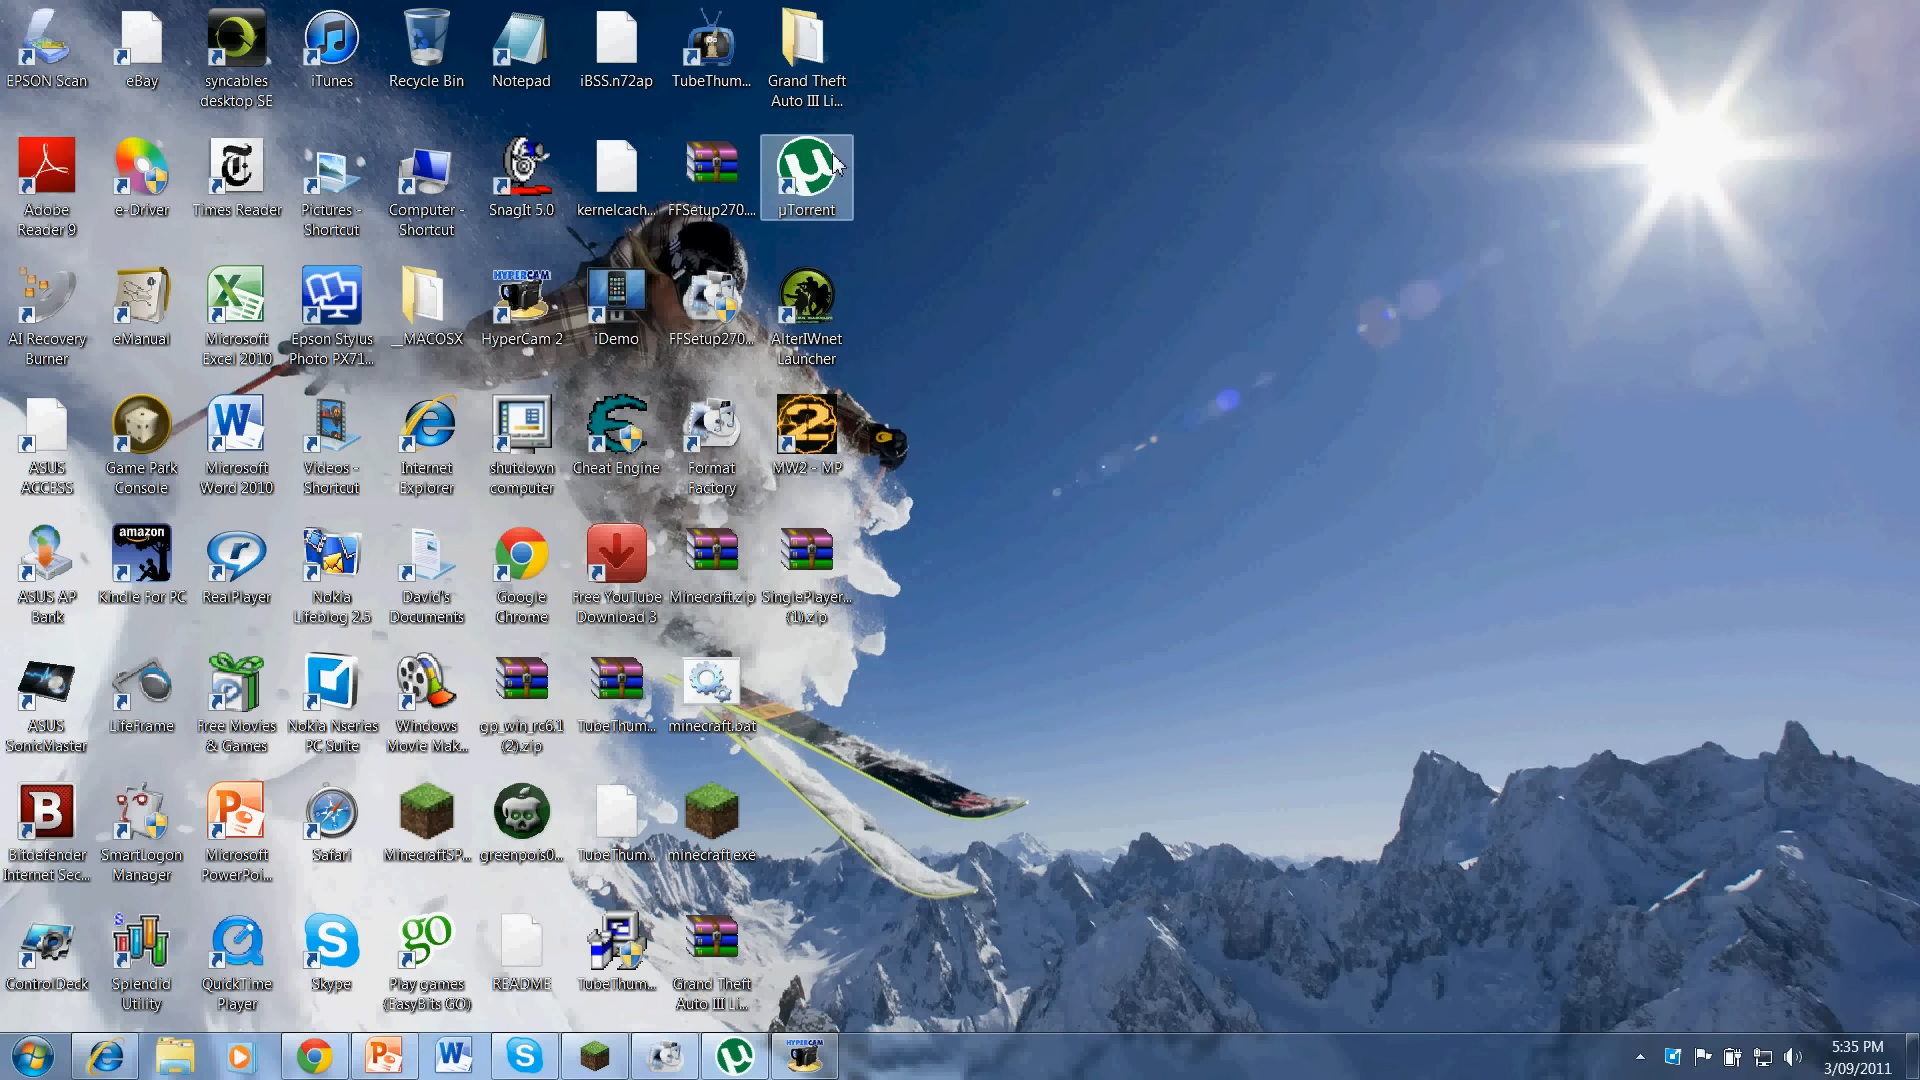 EPSON Scan
eBay
syncables
desktop SE
iTunes
Recycle Bin
Notepad
iBSS.n72ap
TubeThum...
Grand Theft
Auto III Li...
Adobe
Reader 9
e-Driver
Times Reader
Pictures -
Shortcut
Computer -
Shortcut
SnagIt 5.0
kernelcach...
FFSetup270....
µTorrent
AI Recovery
Burner
eManual
Microsoft
Excel 2010
Epson Stylus
Photo PX71...
__MACOSX
HYPERCAM
HyperCam 2
iDemo
FFSetup270...
AlterIWnet
Launcher
ASUS
ACCESS
Game Park
Console
Microsoft
Word 2010
Videos -
Shortcut
Internet
Explorer
shutdown
computer
Cheat Engine
Format
Factory
2
MW2 - MP
ASUS AP
Bank
amazon
Kindle For PC
RealPlayer
Nokia
Lifeblog 2.5
David's
Documents
Google
Chrome
Free YouTube
Download 3
Minecraft.zip
SinglePlayer...
(1).zip
ASUS
SonicMaster
LifeFrame
Free Movies
& Games
Nokia Nseries
PC Suite
Windows
Movie Mak...
gp_win_rc6.1
(2).zip
TubeThum...
minecraft.bat
B
Bitdefender
Internet Sec...
SmartLogon
Manager
Microsoft
PowerPoi...
Safari
MinecraftSP...
greenpois0...
TubeThum...
minecraft.exe
ControlDeck
Splendid
Utility
QuickTime
Player
Skype
go
Play games
(EasyBits GO)
README
TubeThum...
Grand Theft
Auto III Li...
HYPERCAM
5:35 PM
3/09/2011